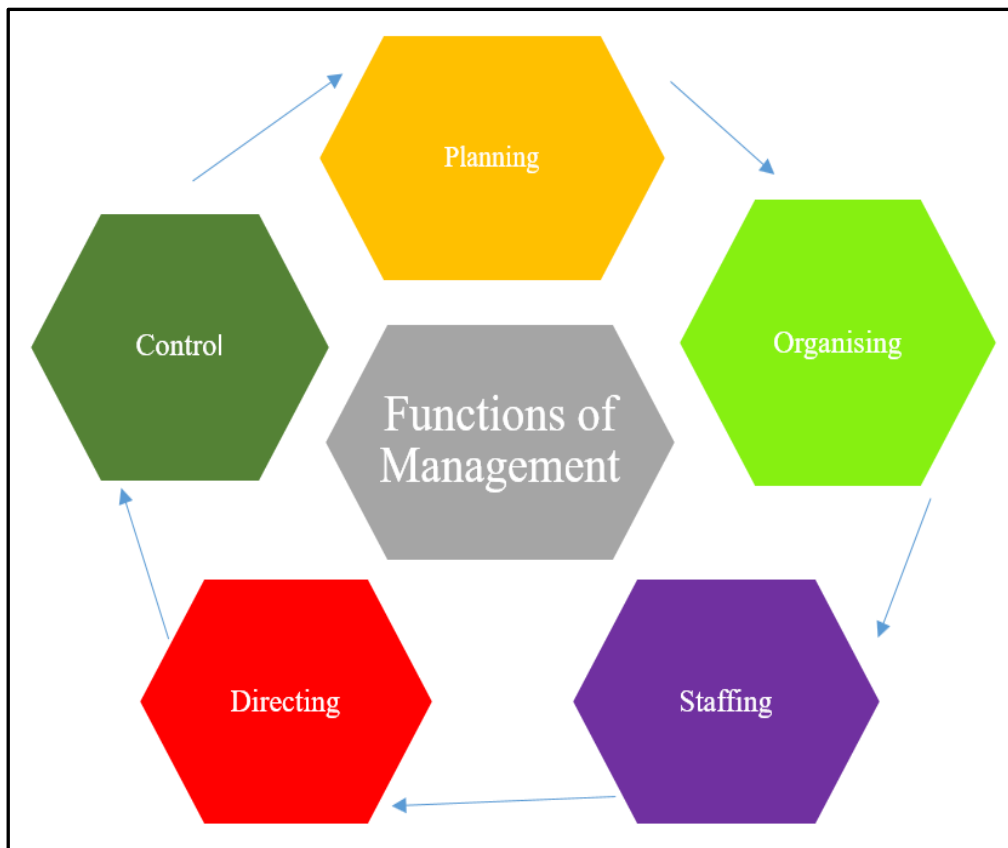 Planning
Control
Organising
Functions of
Management
Directing
Staffing